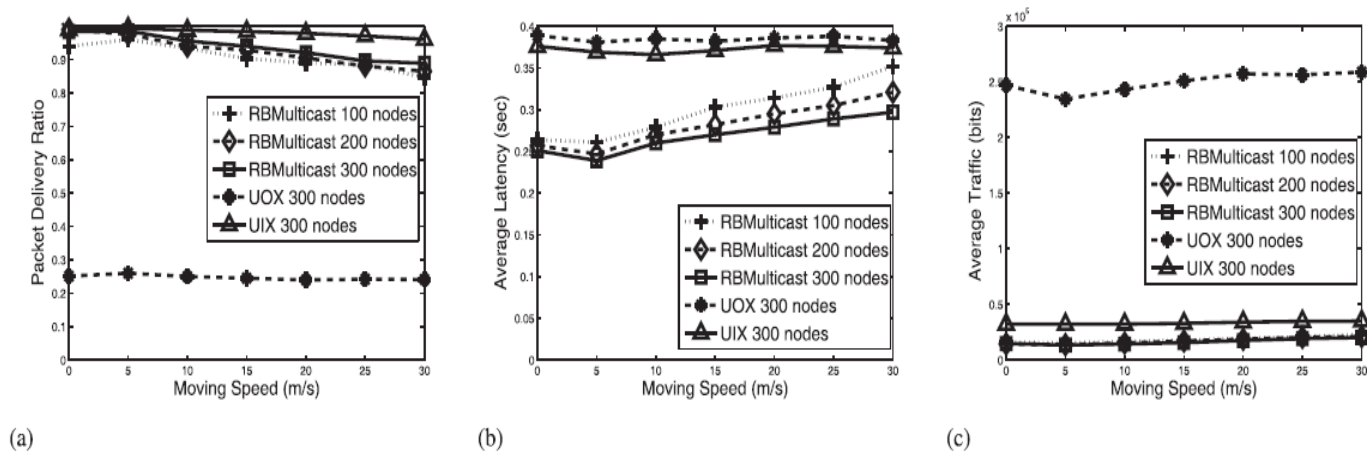 1
0.9
0.8
0.7
0.6
0.5
0.4
0.3
0.2
0.1
0
Packet Delivery Ratio
RBMulticast 100 nodes
RBMulticast 200 nodes
RBMulticast 300 nodes
UOX 300 nodes
UIX 300 nodes
0 5 10 15 20 25 30
Moving Speed (m/s)
(a)
0.4
0.35
0.3
0.25
0.2
0.15
0.1
0.05
0
Average Latency (sec)
RBMulticast 100 nodes
RBMulticast 200 nodes
RBMulticast 300 nodes
UOX 300 nodes
UIX 300 nodes
0 5 10 15 20 25 30
Moving Speed (m/s)
(b)
x 10⁵
3
2.5
2
1.5
1
0.5
0
Average Traffic (bits)
RBMulticast 100 nodes
RBMulticast 200 nodes
RBMulticast 300 nodes
UOX 300 nodes
UIX 300 nodes
0 5 10 15 20 25 30
Moving Speed (m/s)
(c)